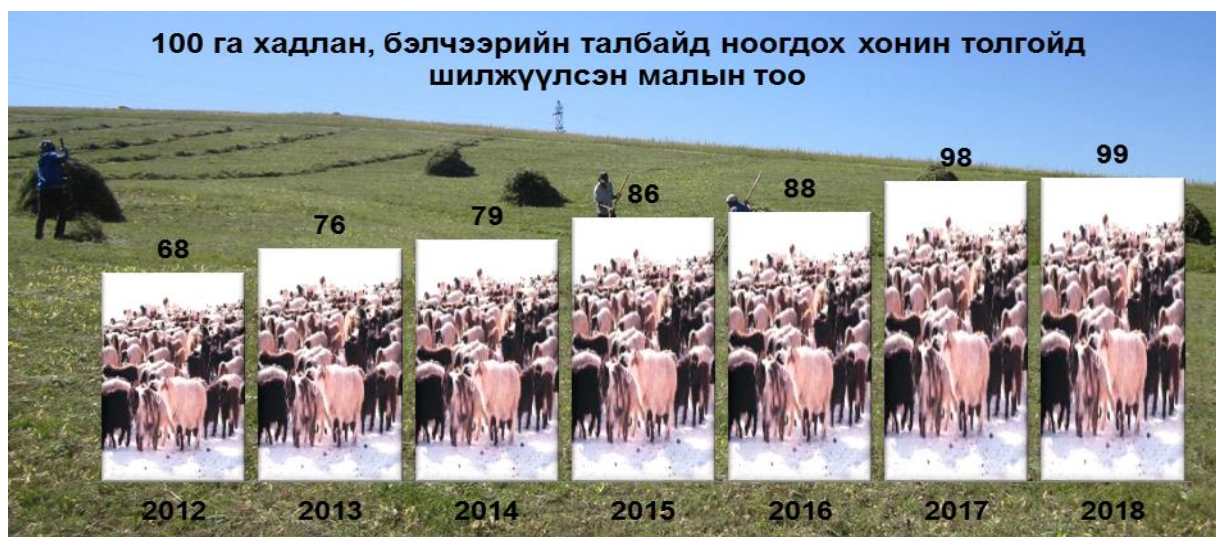 100 га хадлан, бэлчээрийн талбайд ноогдох хонин толгойд
шилжүүлсэн малын тоо
68
76
79
86
88
98
99
2012 2013 2014 2015 2016 2017 2018